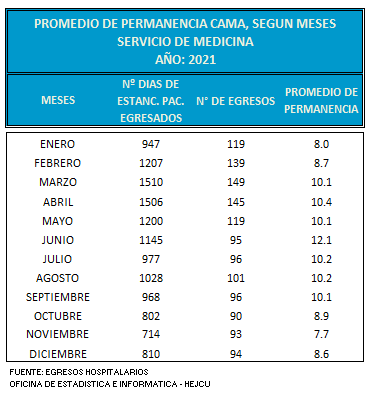 PROMEDIO DE PERMANENCIA CAMA, SEGUN MESES
SERVICIO DE MEDICINA
AÑO: 2021
MESES
Nº DIAS DE
ESTANC. PAC.
EGRESADOS
N° DE EGRESOS
PROMEDIO DE
PERMANENCIA
ENERO 947 119 8.0
FEBRERO 1207 139 8.7
MARZO 1510 149 10.1
ABRIL 1506 145 10.4
MAYO 1200 119 10.1
JUNIO 1145 95 12.1
JULIO 977 96 10.2
AGOSTO 1028 101 10.2
SEPTIEMBRE 968 96 10.1
OCTUBRE 802 90 8.9
NOVIEMBRE 714 93 7.7
DICIEMBRE 810 94 8.6
FUENTE: EGRESOS HOSPITALARIOS
OFICINA DE ESTADISTICA E INFORMATICA - HEJCU